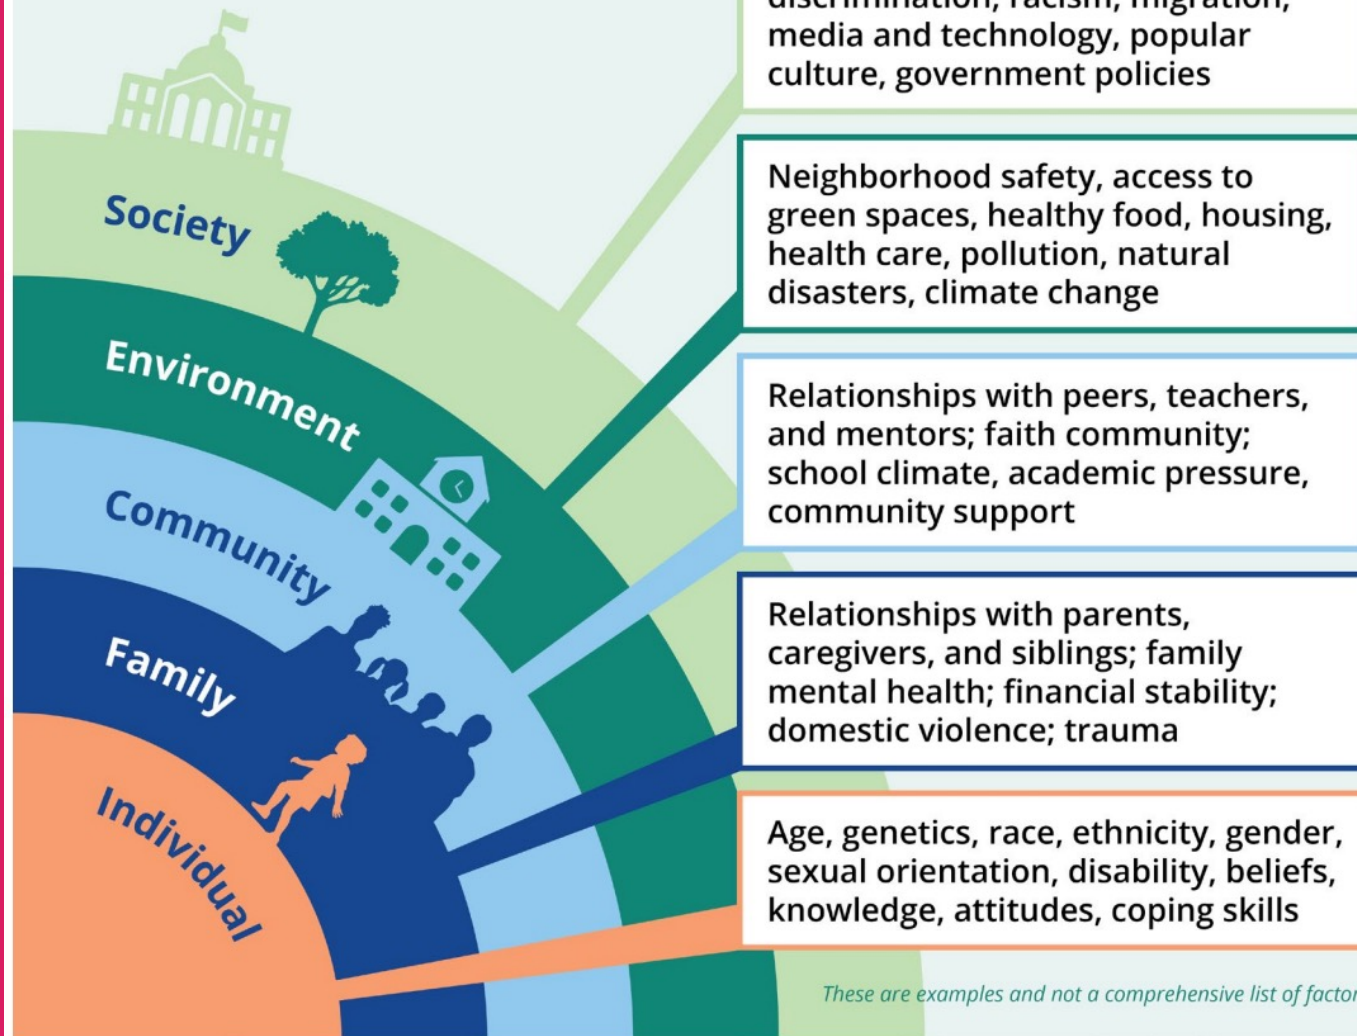 discrimination, racism, migration,
media and technology, popular
culture, government policies
Society
Neighborhood safety, access to
green spaces, healthy food, housing,
health care, pollution, natural
disasters, climate change
Environment
Relationships with peers, teachers,
and mentors; faith community;
school climate, academic pressure,
community support
Community
Relationships with parents,
caregivers, and siblings; family
mental health; financial stability;
domestic violence; trauma
Family
Age, genetics, race, ethnicity, gender,
sexual orientation, disability, beliefs,
knowledge, attitudes, coping skills
Individual
These are examples and not a comprehensive list of factor